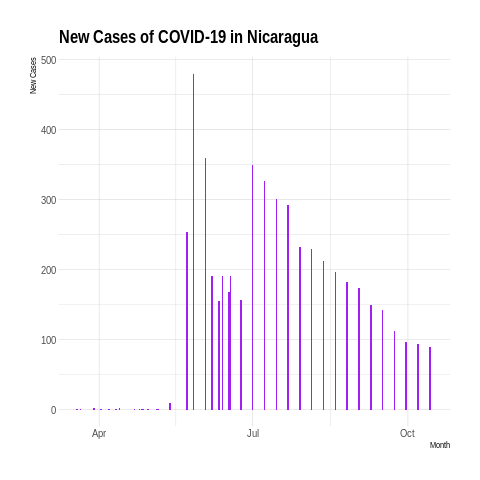 New Cases of COVID-19 in Nicaragua
New Cases
500
400
300
200
100
0
Apr
Jul
Oct
Month